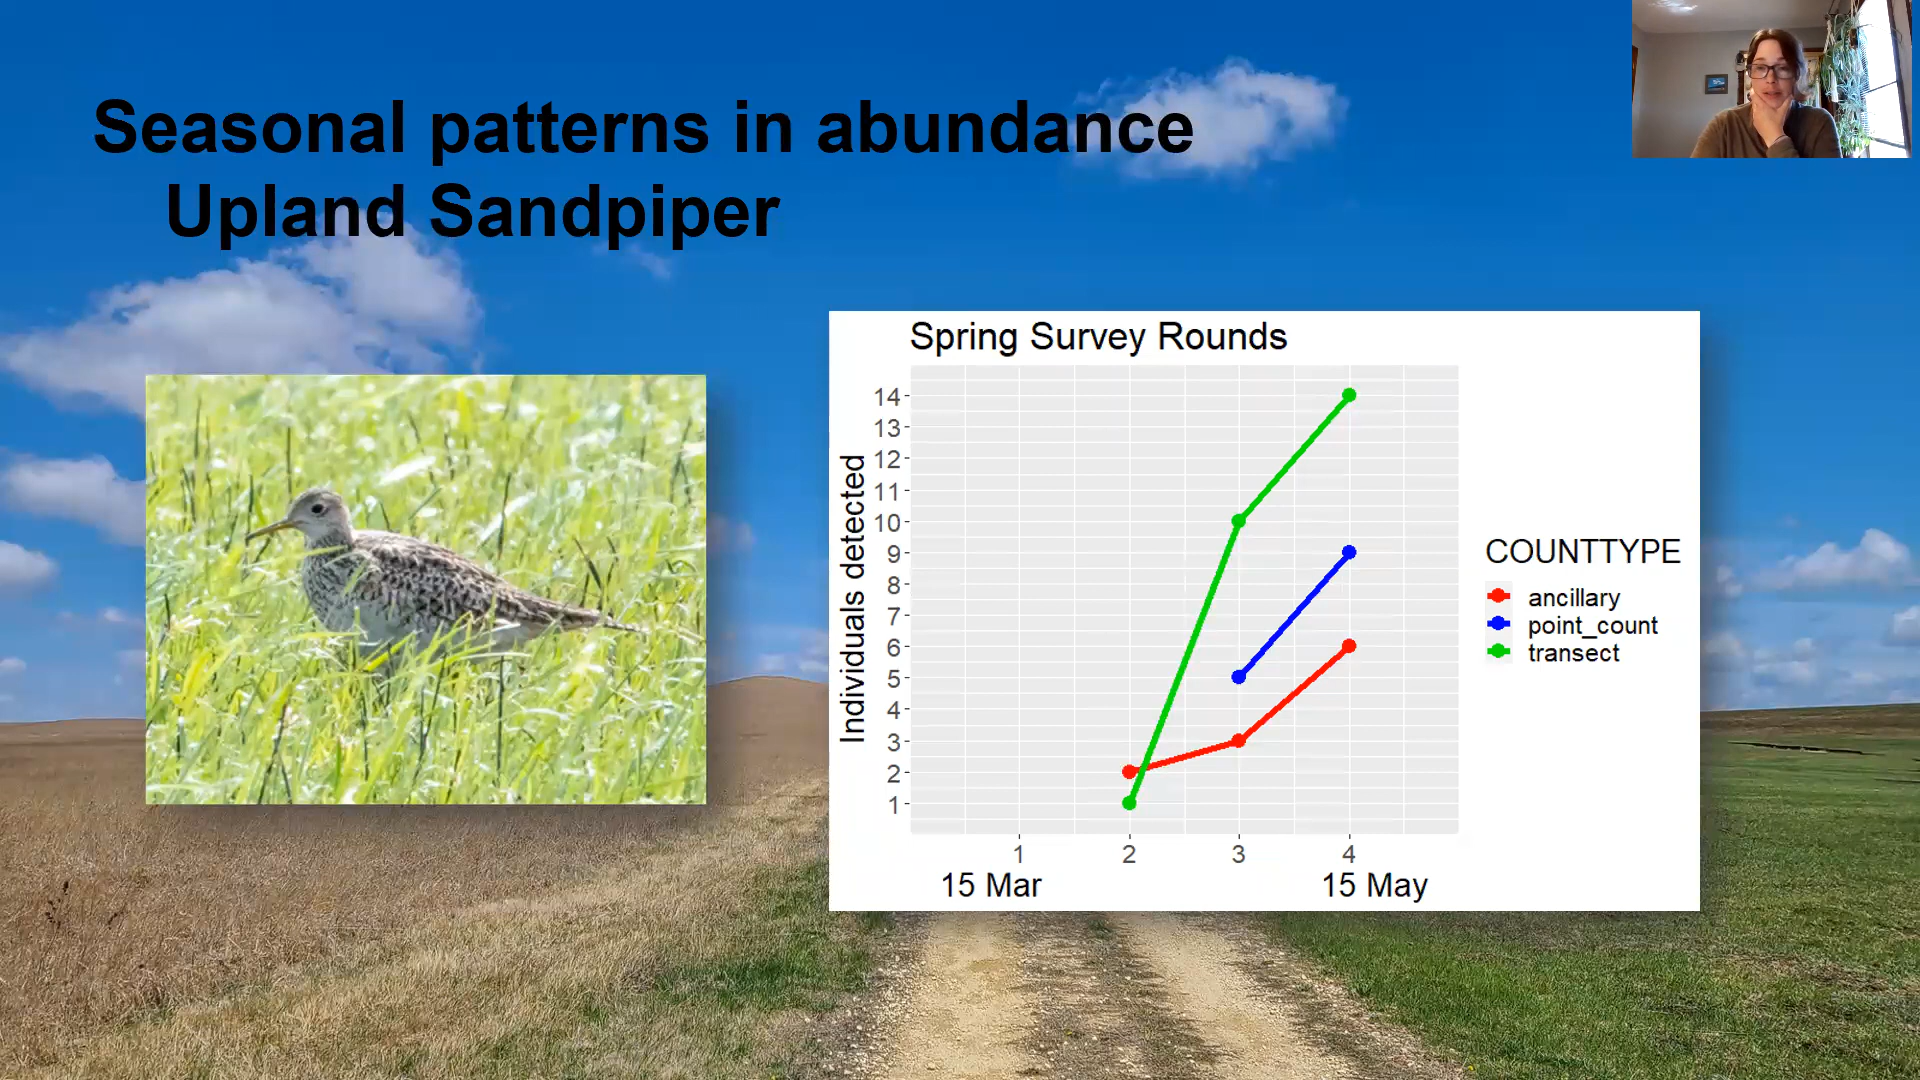 Seasonal patterns in abundance
Upland Sandpiper
Spring Survey Rounds
Individuals detected
14
13
12
11
10
9
8
7
6
5
4
3
2
1
1 2 3 4
15 Mar 15 May
COUNTTYPE
ancillary
point_count
transect